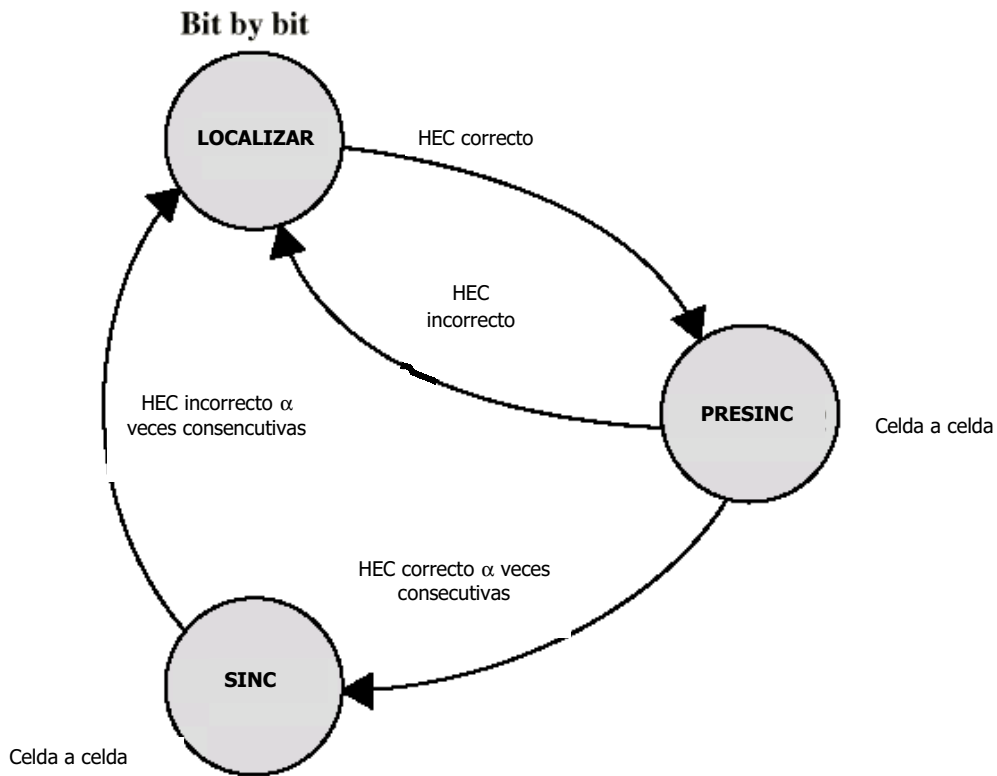 Bit by bit
LOCALIZAR
HEC correcto
HEC
incorrecto
PRESINC
Celda a celda
HEC incorrecto α
veces consencutivas
HEC correcto α veces
consecutivas
SINC
Celda a celda